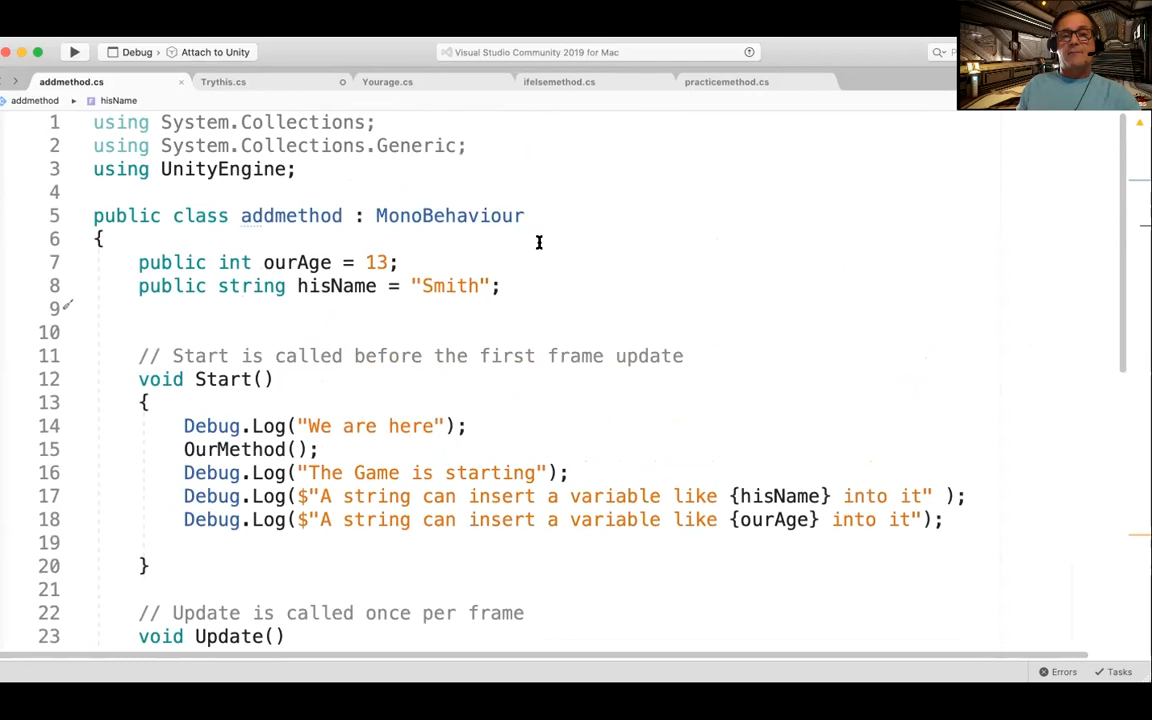 Debug
Attach to Unity
Visual Studio Community 2019 for Mac
addmethod.cs
Trythis.cs
Yourage.cs
ifelsemethod.cs
practicemethod.cs
addmethod
hisName
1 using System.Collections;
2 using System.Collections.Generic;
3 using UnityEngine;
4
5 public class addmethod : MonoBehaviour
6 {
7 public int ourAge = 13;
8 public string hisName = "Smith";
9
10
11 // Start is called before the first frame update
12 void Start()
13 {
14 Debug.Log("We are here");
15 OurMethod();
16 Debug.Log("The Game is starting");
17 Debug.Log($"A string can insert a variable like {hisName} into it" );
18 Debug.Log($"A string can insert a variable like {ourAge} into it");
19
20 }
21
22 // Update is called once per frame
23 void Update()
Errors
Tasks